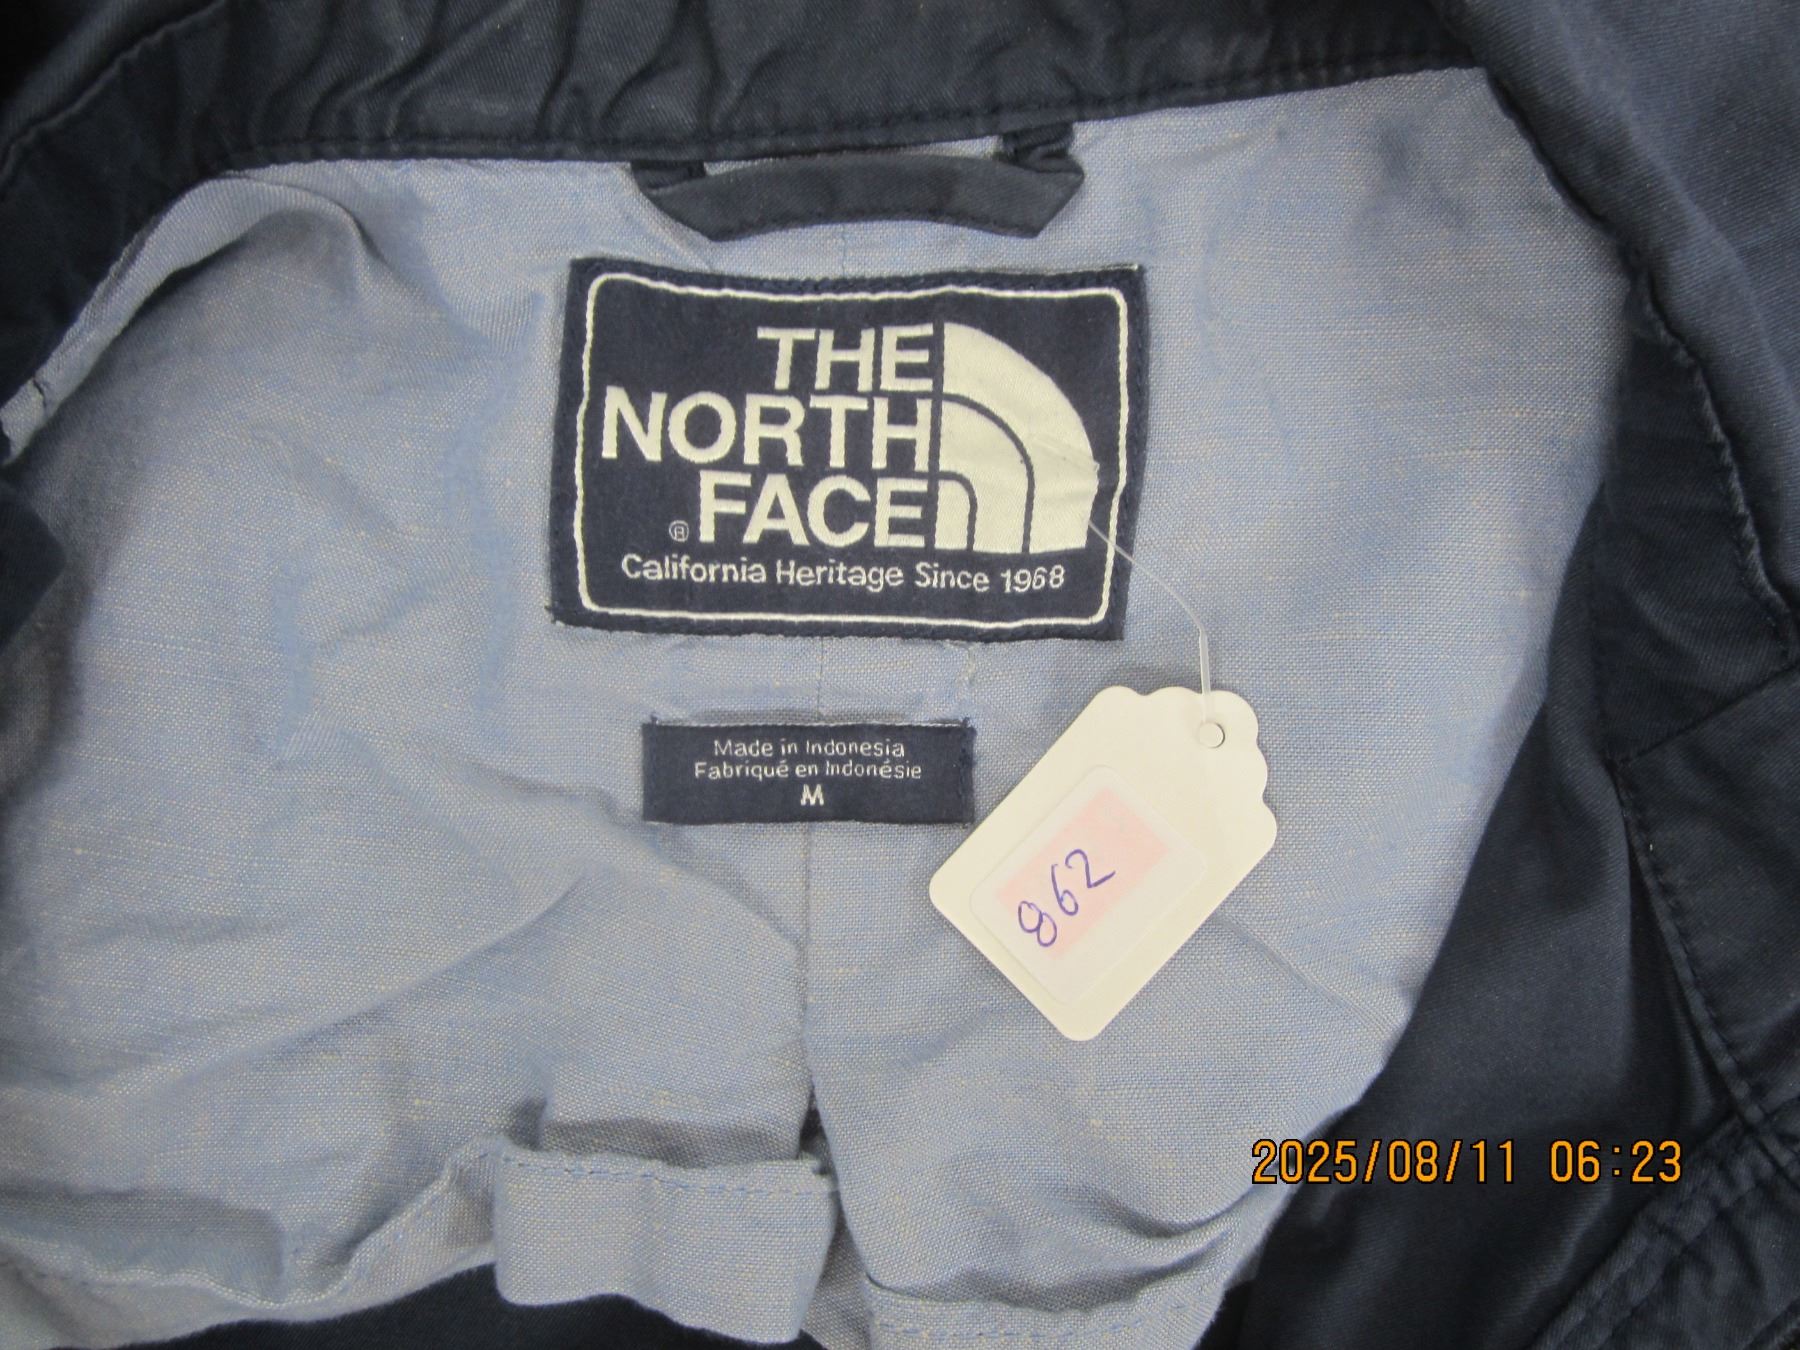 THE
NORTH
FACE
®
California Heritage Since 1968
Made in Indonesia
Fabriqué en Indonésie
M
862
2025/08/11 06:23